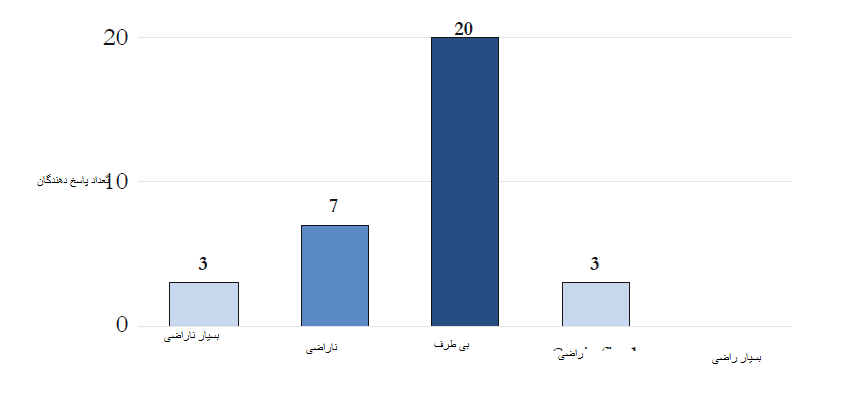 20
20
تعداد پاسخ دهندگان
10
7
3
3
0
بسیار ناراضی
ناراضی
بی طرف
راضی
بسیار راضی